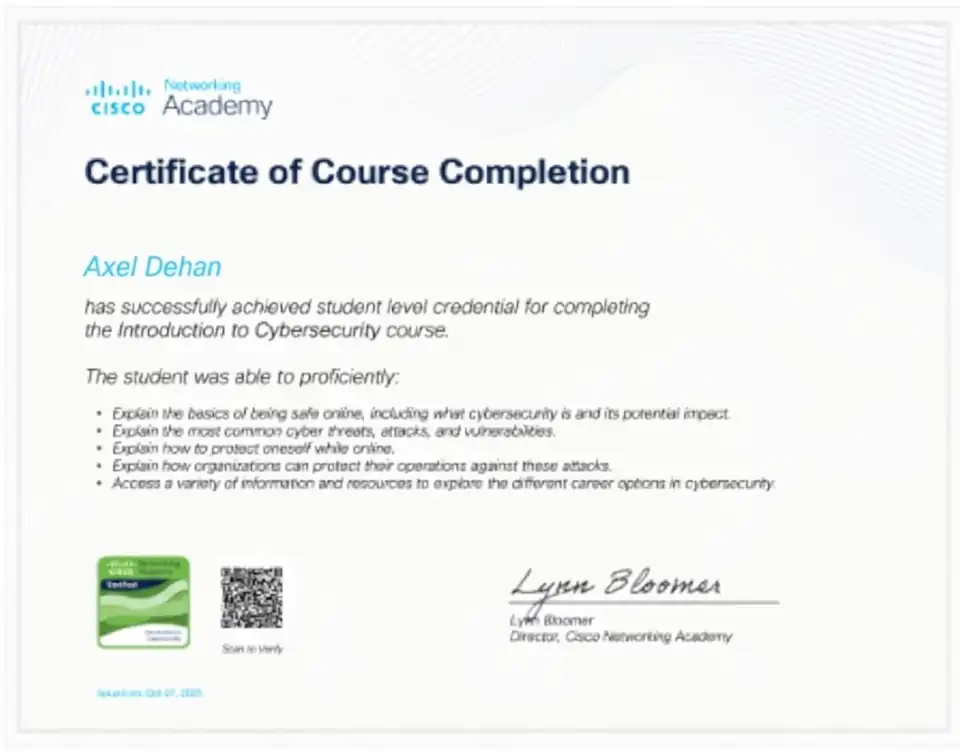 CISCO
Networking
Academy
Certificate of Course Completion
Axel Dehan
has successfully achieved student level credential for completing
the Introduction to Cybersecurity course.
The student was able to proficiently:
• Explain the basics of being safe online, including what cybersecurity is and its potential impact.
• Explain the most common cyber threats, attacks, and vulnerabilities.
• Explain how to protect oneself while online.
• Explain how organizations can protect their operations against these attacks.
• Access a variety of information and resources to explore the different career options in cybersecurity.
Scan to Verify
Lynn Bloomer
Lynn Bloomer
Director, Cisco Networking Academy